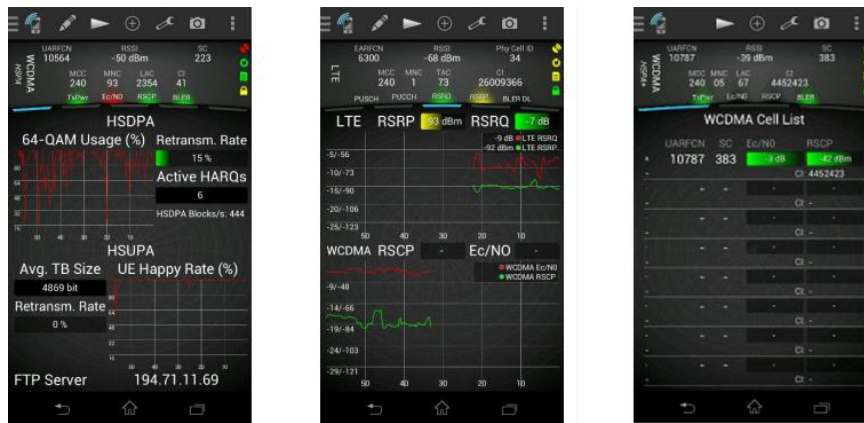 UARFCN RSSI SC
10564 -50 dBm 223
WCDMA
HSPA
MCC MNC LAC CI
240 93 2354 41
TxPwr Ec/N0 RSCP BLER
HSDPA
64-QAM Usage (%) Retransm. Rate
15 %
Active HARQs
6
HSDPA Blocks/s: 444
HSUPA
Avg. TB Size UE Happy Rate (%)
4869 bit
Retransm. Rate
0 %
FTP Server 194.71.11.69
EARFCN RSSI Phy Cell ID
6300 -68 dBm 34
LTE
MCC MNC TAC CI
240 1 73 26009366
PUSCH PUCCH RSRQ RSRP BLER DL
LTE RSRP -93 dBm RSRQ -7 dB
-9 dB LTE RSRQ
-92 dBm LTE RSRP
-5/-56
-10/-73
-15/-90
-20/-106
-25/-123
50 40 30 20 10
WCDMA RSCP - Ec/N0 -
WCDMA Ec/N0
WCDMA RSCP
-9/-48
-14/-66
-19/-84
-24/-103
-29/-121
50 40 30 20 10
UARFCN RSSI SC
10787 -39 dBm 383
WCDMA
HSPA+
MCC MNC LAC CI
240 05 67 4452423
TxPwr Ec/N0 RSCP BLER
WCDMA Cell List
UARFCN SC Ec/N0 RSCP
A 10787 383 -3 dB -42 dBm
CI: 4452423
- - - -
- CI: -
- - - -
- CI: -
- - - -
- CI: -
- - - -
- CI: -
- - - -
- CI: -